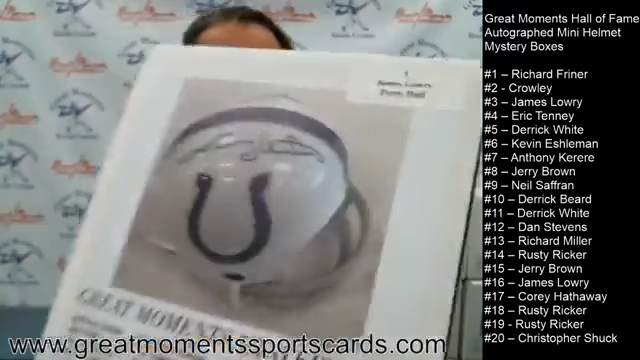 Great Moments Hall of Fame
Autographed Mini Helmet
Mystery Boxes
#1 – Richard Friner
#2 - Crowley
#3 – James Lowry
#4 – Eric Tenney
#5 – Derrick White
#6 – Kevin Eshleman
#7 – Anthony Kerere
#8 – Jerry Brown
#9 – Neil Saffran
#10 – Derrick Beard
#11 – Derrick White
#12 – Dan Stevens
#13 – Richard Miller
#14 – Rusty Ricker
#15 – Jerry Brown
#16 – James Lowry
#17 – Corey Hathaway
#18 – Rusty Ricker
#19 - Rusty Ricker
#20 – Christopher Shuck
GREAT MOMENT
www.greatmomentssportscards.com